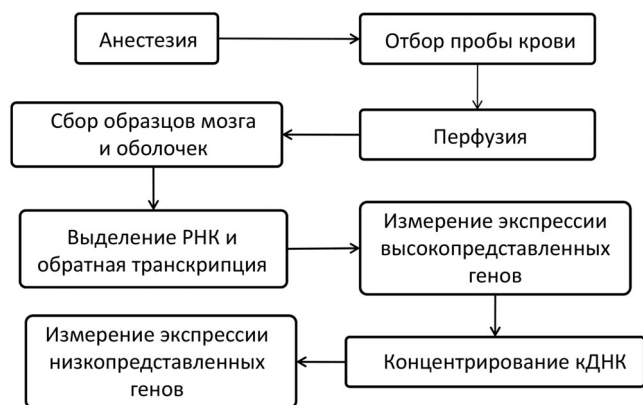 Анестезия
Отбор пробы крови
Перфузия
Сбор образцов мозга
и оболочек
Выделение РНК и
обратная транскрипция
Измерение экспрессии
высокопредставленных
генов
Концентрирование кДНК
Измерение экспрессии
низкопредставленных
генов